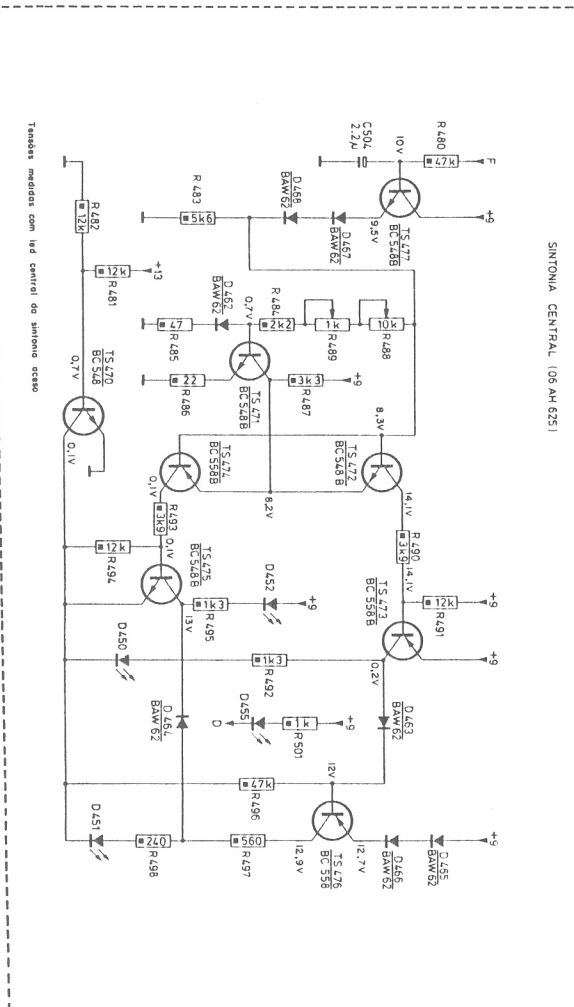 SINTONIA CENTRAL (06 AH 625)
F
+9
R480
47k
10V
C504
2.2µ
TS477
BC548B
9,5V
D467
BAW62
D468
BAW62
R483
5k6
10k
R488
1k
R489
R484
2k2
0,7V
D462
BAW62
47
R485
+9
3k3
R487
TS471
BC548B
22
R486
+13
12k
R481
R482
12k
0,7V
TS470
BC548
0,1V
8,3V
TS472
BC548B
14,1V
8,2V
TS474
BC558B
0,1V
R490
3k9
14,1V
R493
3k9
0,1V
+9
12k
R491
+9
TS473
BC558B
0,2V
+9
D452
1k3
R495
13V
TS475
BC548B
12k
R494
1k3
R492
D450
D463
BAW62
+9
1k
R501
D455
D
D464
BAW62
47k
R496
12V
TS476
BC558
12,7V
12,9V
+9
D465
BAW62
D466
BAW62
560
R497
240
R498
D451
Tensões medidas com led central da sintonia aceso